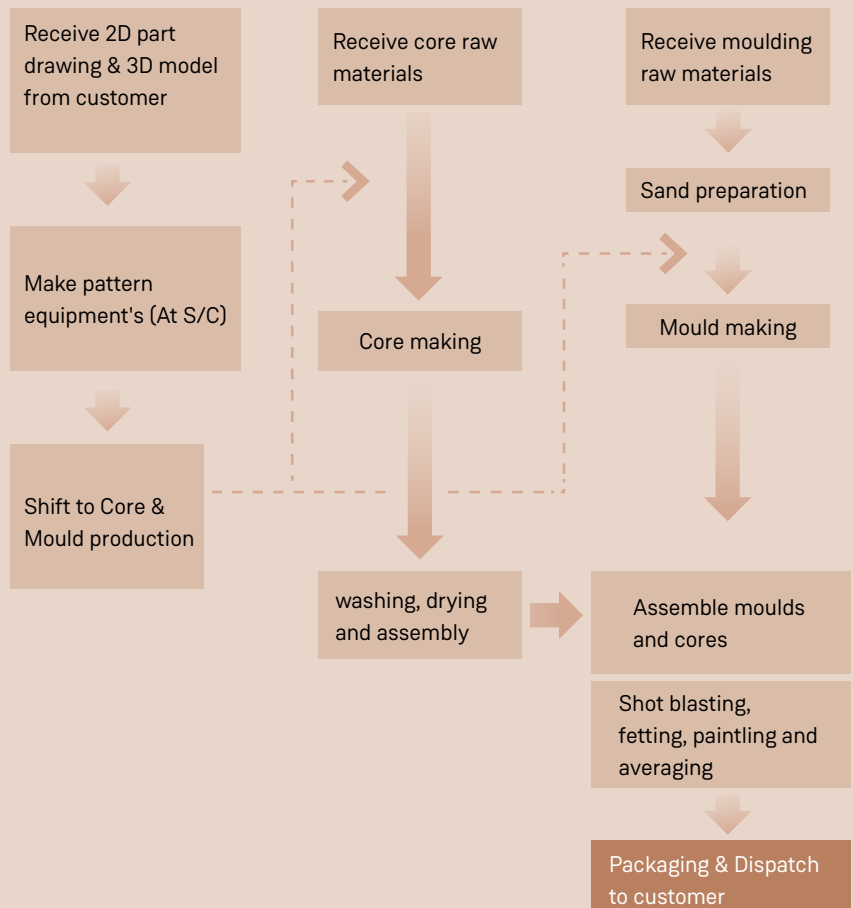 Receive 2D part
drawing & 3D model
from customer
Make pattern
equipment's (At S/C)
Shift to Core &
Mould production
Receive core raw
materials
Core making
washing, drying
and assembly
Receive moulding
raw materials
Sand preparation
Mould making
Assemble moulds
and cores
Shot blasting,
fetting, paintling and
averaging
Packaging & Dispatch
to customer